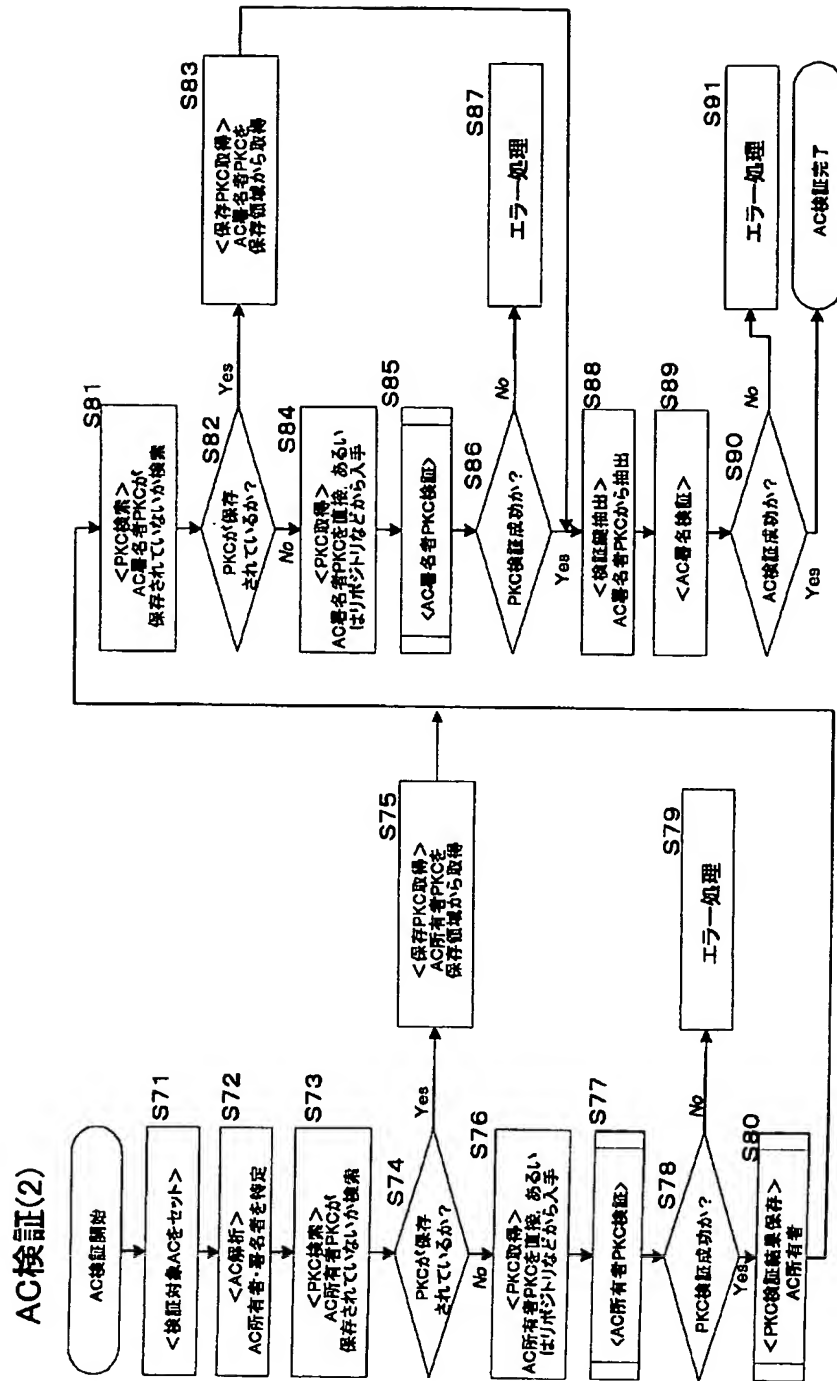 AC検証(2)
AC検証開始
S71
<検証対象ACをセット>
S72
<AC解析>
AC所有者・署名者を特定
S73
<PKC検索>
AC所有者PKCが
保存されていないか検索
S74
PKCが保存
されているか?
Yes
No
S75
<保存PKC取得>
AC所有者PKCを
保存領域から取得
S76
<PKC取得>
AC所有者PKCを直接、あるい
はリポジトリなどから入手
S77
<AC所有者PKC検証>
S78
PKC検証成功か?
No
Yes
S79
エラー処理
S80
<PKC検証結果保存>
AC所有者
S81
<PKC検索>
AC署名者PKCが
保存されていないか検索
S82
PKCが保存
されているか?
Yes
No
S83
<保存PKC取得>
AC署名者PKCを
保存領域から取得
S84
<PKC取得>
AC署名者PKCを直接、あるい
はリポジトリなどから入手
S85
<AC署名者PKC検証>
S86
PKC検証成功か?
No
Yes
S87
エラー処理
S88
<検証鍵抽出>
AC署名者PKCから抽出
S89
<AC署名検証>
S90
AC検証成功か?
No
Yes
S91
エラー処理
AC検証完了